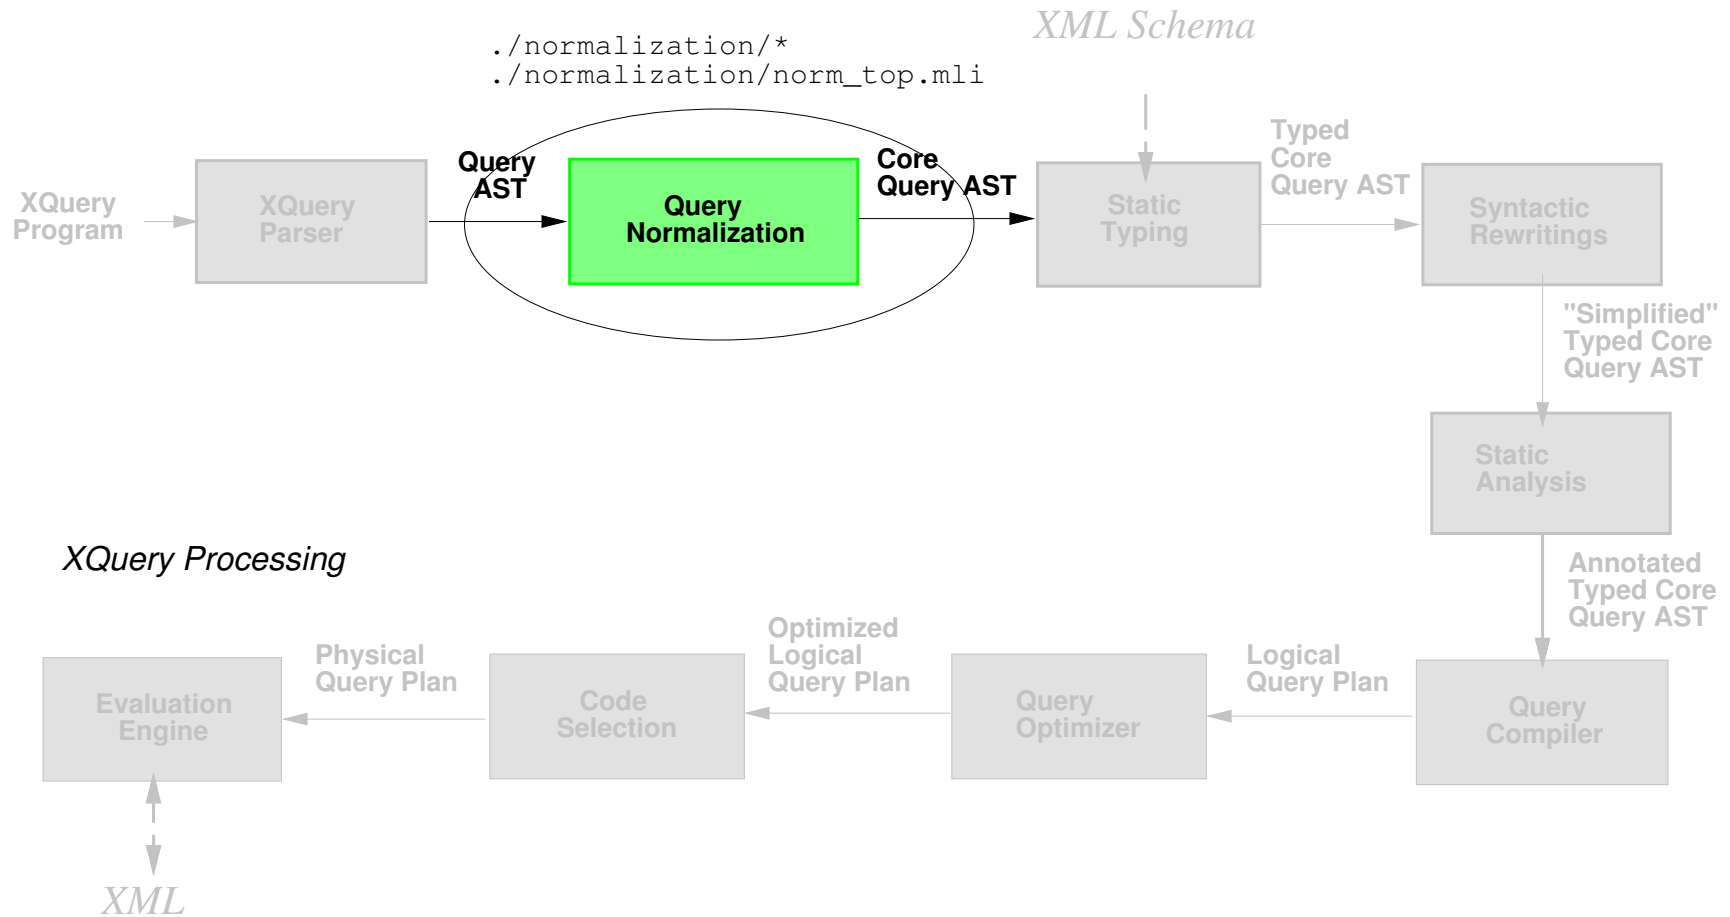 XML Schema
./normalization/*
./normalization/norm_top.mli
XQuery
Program
XQuery
Parser
Query
AST
Query
Normalization
Core
Query AST
Static
Typing
Typed
Core
Query AST
Syntactic
Rewritings
"Simplified"
Typed Core
Query AST
Static
Analysis
XQuery Processing
Annotated
Typed Core
Query AST
Evaluation
Engine
Physical
Query Plan
Code
Selection
Optimized
Logical
Query Plan
Query
Optimizer
Logical
Query Plan
Query
Compiler
XML